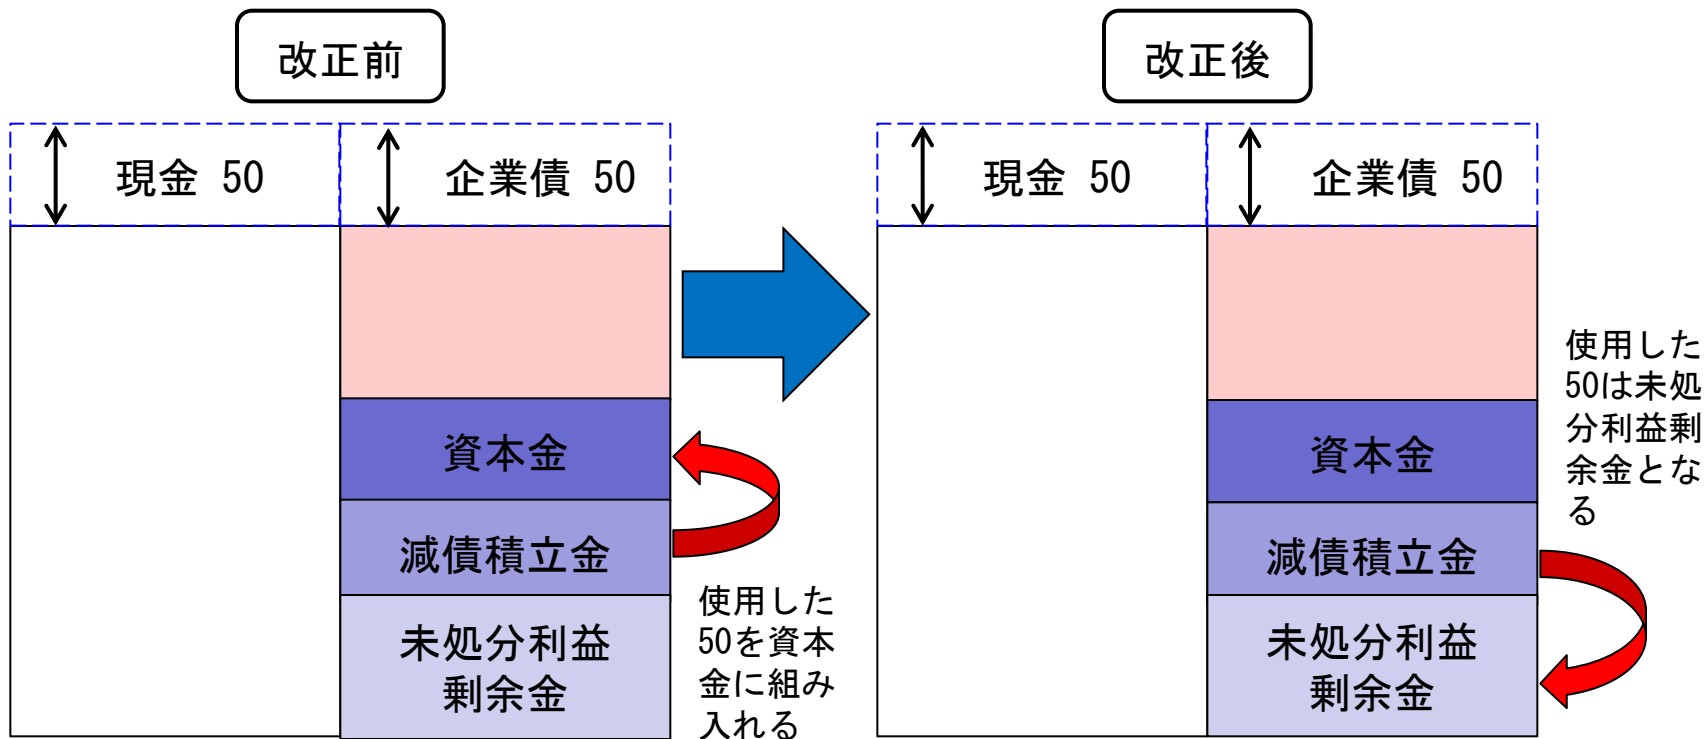 改正前
現金 50
企業債 50
資本金
減債積立金
未処分利益
剰余金
使用した
50を資本
金に組み
入れる
改正後
現金 50
企業債 50
資本金
減債積立金
未処分利益
剰余金
使用した
50は未処
分利益剰
余金とな
る